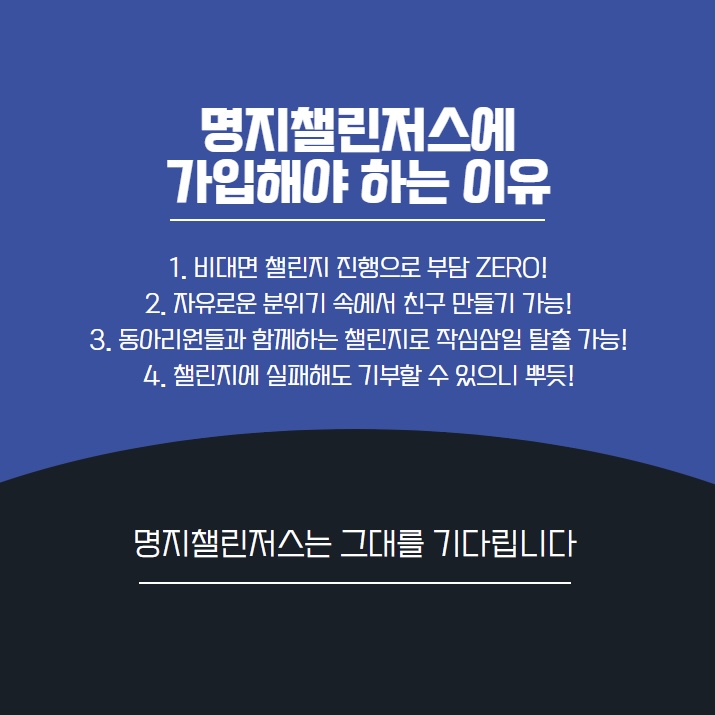 명지챌린저스에
가입해야 하는 이유
1. 비대면 챌린지 진행으로 부담 ZERO!
2. 자유로운 분위기 속에서 친구 만들기 가능!
3. 동아리원들과 함께하는 챌린지로 작심삼일 탈출 가능!
4. 챌린지에 실패해도 기부할 수 있으니 뿌듯!
명지챌린저스는 그대를 기다립니다